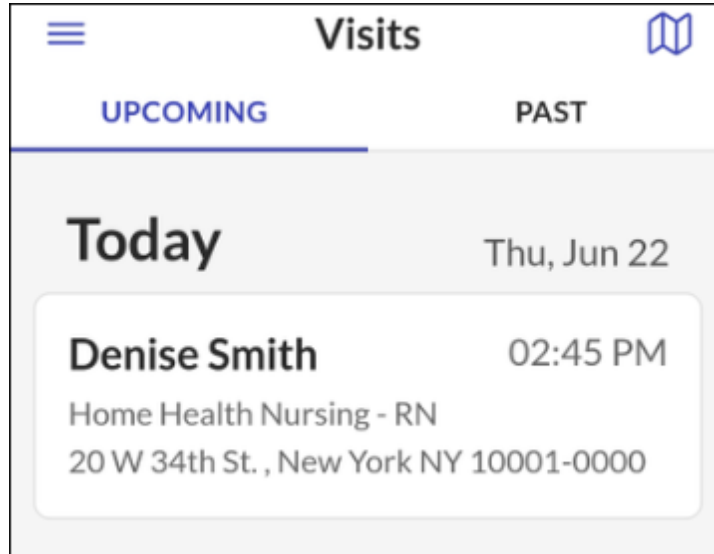 Visits
UPCOMING PAST
Today Thu, Jun 22
Denise Smith 02:45 PM
Home Health Nursing - RN
20 W 34th St. , New York NY 10001-0000